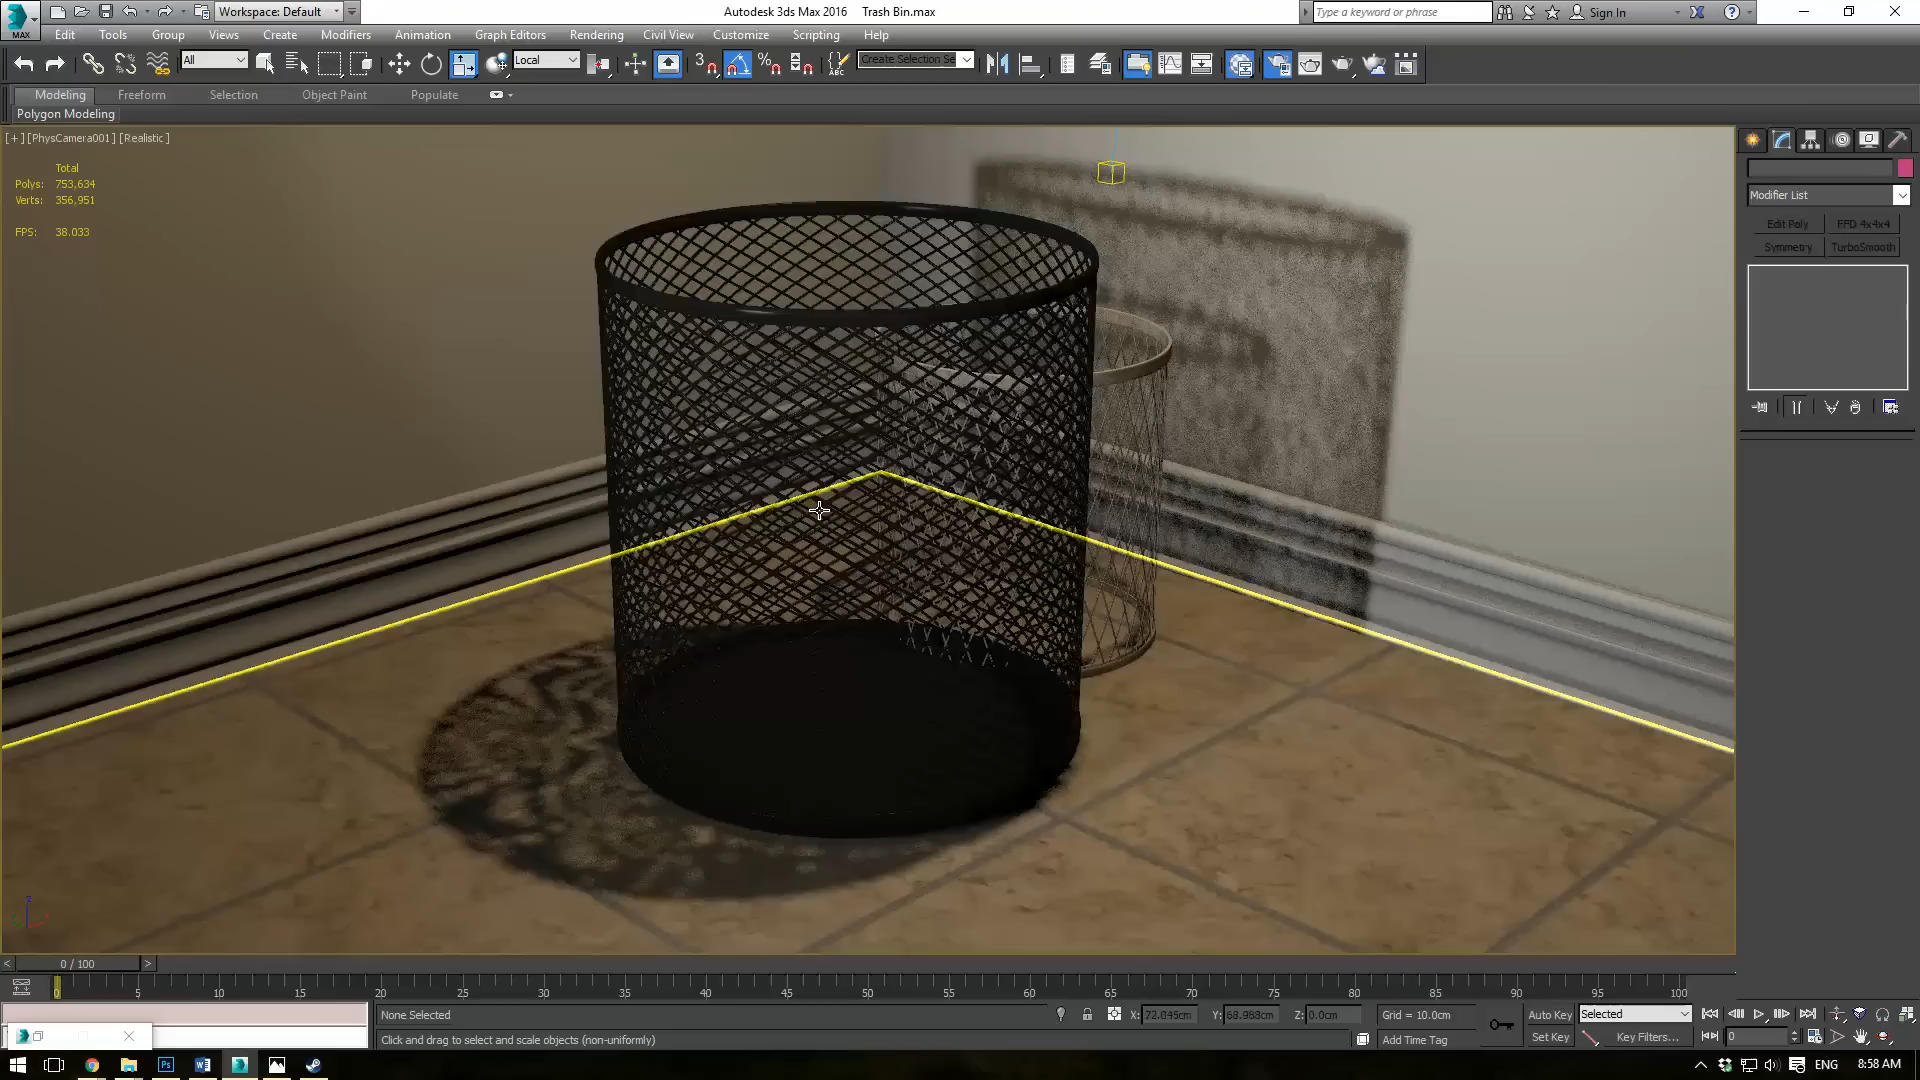 Workspace: Default
Autodesk 3ds Max 2016 Trash Bin.max
Type a keyword or phrase
Sign In
MAX
Edit Tools Group Views Create Modifiers Animation Graph Editors Rendering Civil View Customize Scripting Help
All
Local
3
ABC
Create Selection Se
Modeling Freeform Selection Object Paint Populate
Polygon Modeling
[+] [PhysCamera001] [Realistic]
Total
Polys: 753,634
Verts: 356,951
FPS: 38.033
Modifier List
Edit Poly FFD 4x4x4
Symmetry TurboSmooth
< 0 / 100 >
0 5 10 15 20 25 30 35 40 45 50 55 60 65 70 75 80 85 90 95 100
None Selected
X: 72.045cm Y: 68.988cm Z: 0.0cm
Grid = 10.0cm
Auto Key Selected
Click and drag to select and scale objects (non-uniformly)
Add Time Tag
Set Key Key Filters...
0
ENG 8:58 AM